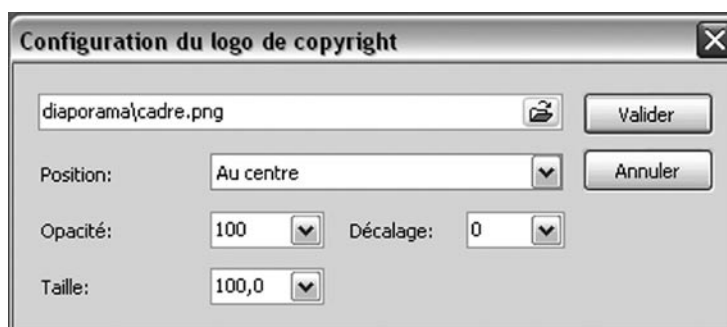 Configuration du logo de copyright
diaporama\cadre.png
Valider
Position:
Au centre
Annuler
Opacité:
100
Décalage:
0
Taille:
100,0